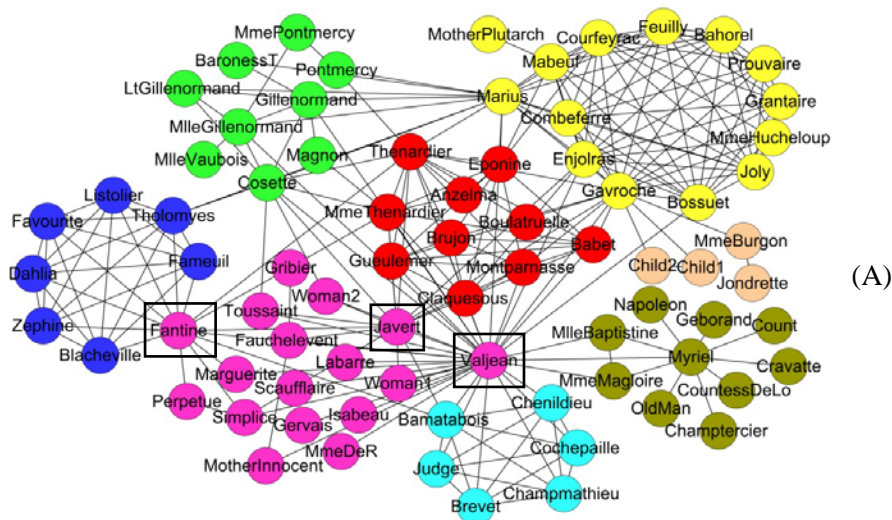 MmePontmercy
MotherPlutarch
Courfeyrac
Feuilly
Bahorel
BaronessT
Pontmercy
Mabeuf
Prouvaire
LtGillenormand
Gillenormand
Marius
Grantaire
MlleGillenormand
Combeferre
MmeHucheloup
MlleVaubois
Magnon
Thenardier
Eponine
Enjolras
Joly
Cosette
Gavroche
Bossuet
Listolier
Tholomyes
Anzelma
Favourite
MmeThenardier
Boulatruelle
MmeBurgon
Fameuil
Gribier
Brujon
Babet
Child2
Child1
Dahlia
Gueulemer
Montparnasse
Jondrette
(A)
Woman2
Claquesous
Napoleon
Zephine
Fantine
Toussaint
Javert
MlleBaptistine
Geborand
Count
Blacheville
Fauchelevent
Valjean
Myriel
Marguerite
Labarre
Cravatte
Perpetue
Scaufflaire
Woman1
MmeMagloire
CountessDeLo
Simplice
Gervais
Isabeau
Bamatabois
Chenildieu
OldMan
Champtercier
MotherInnocent
MmeDeR
Judge
Cochepaille
Brevet
Champmathieu